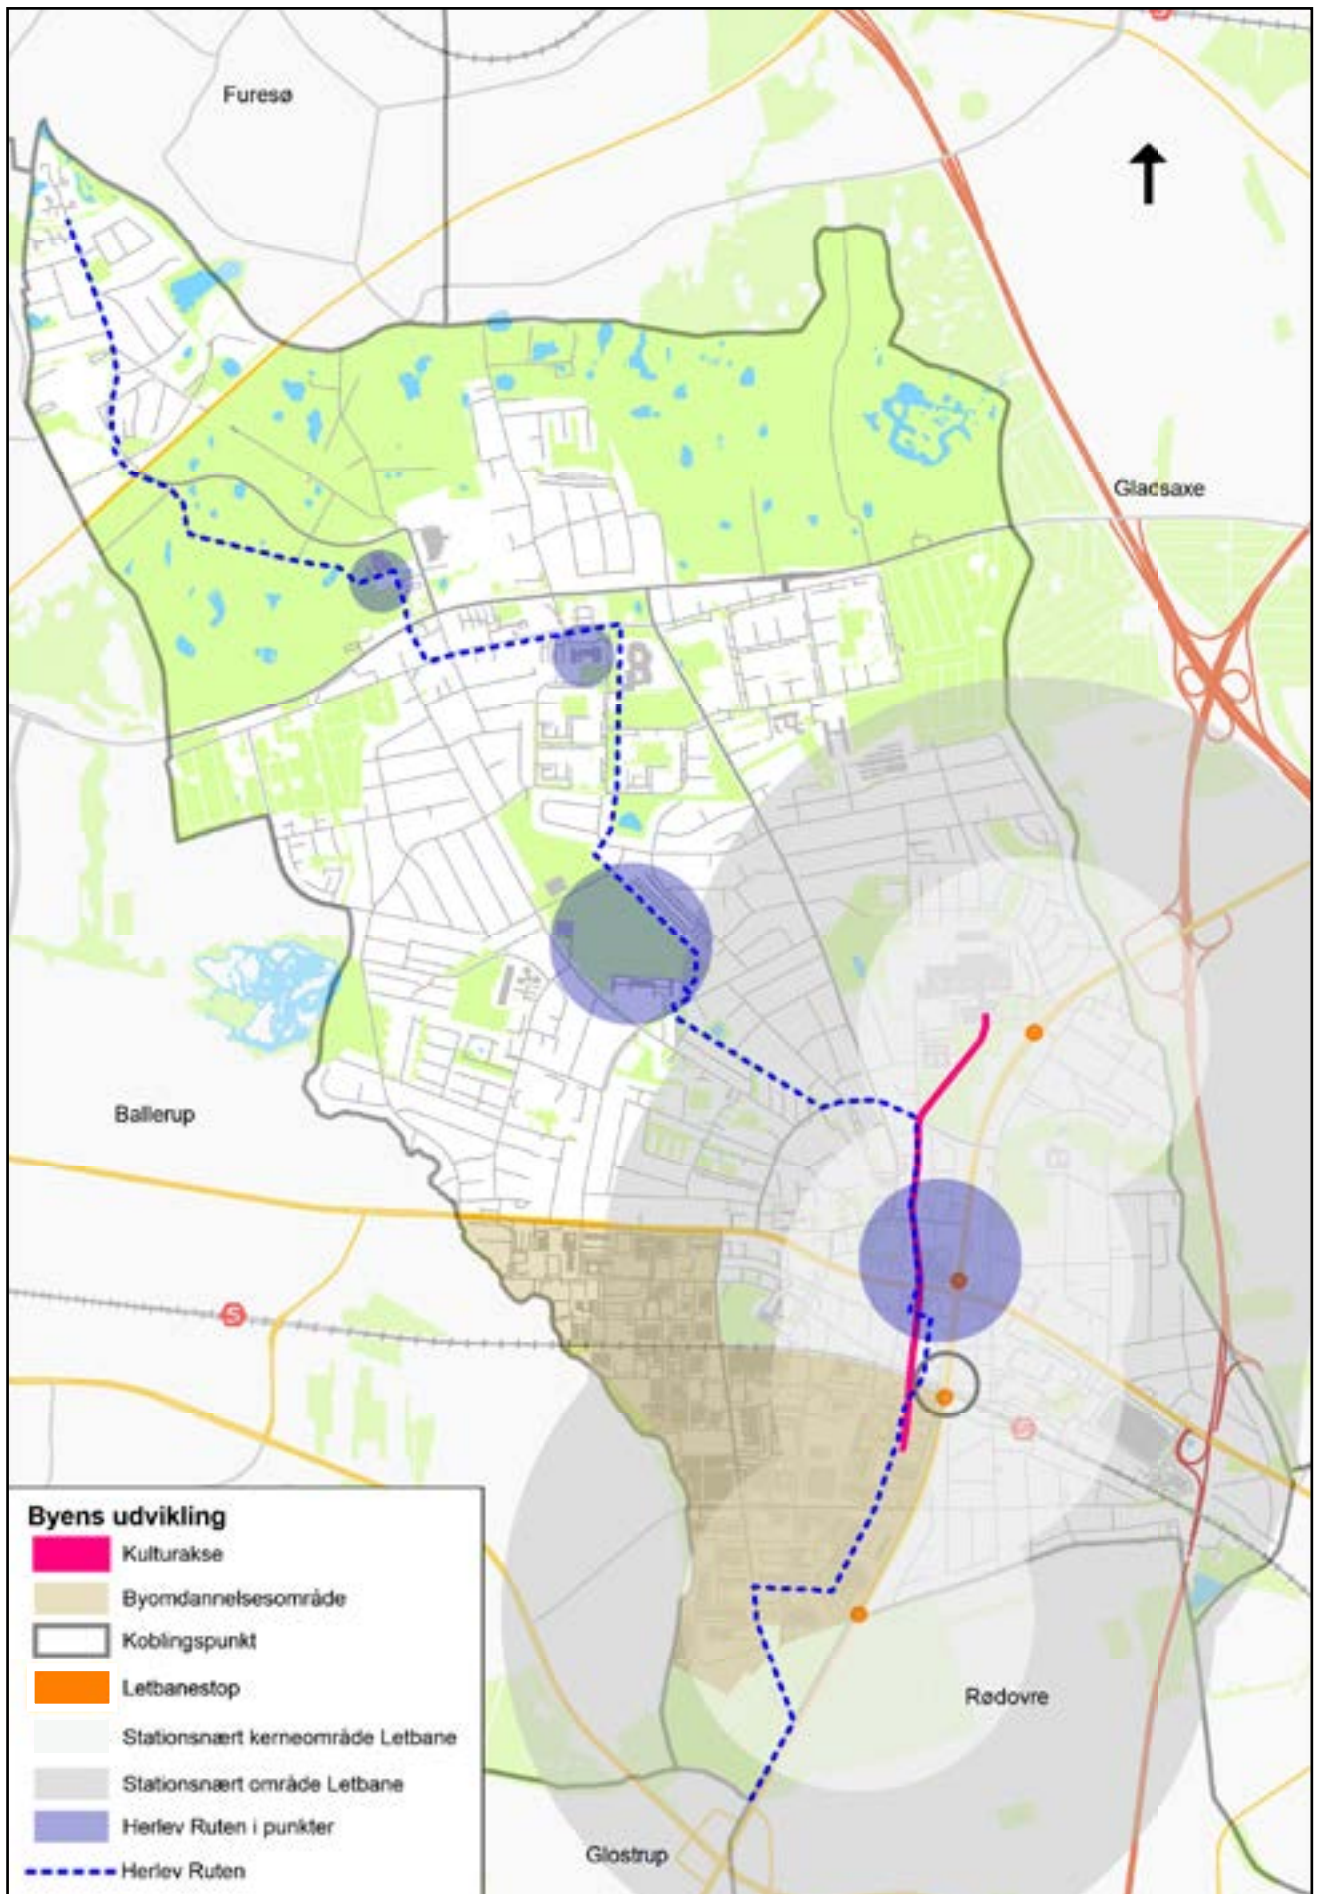 Furesø
Gladsaxe
Ballerup
S
S
Rødovre
Glostrup
Byens udvikling
Kulturakse
Byomdannelsesområde
Koblingspunkt
Letbanestop
Stationsnært kerneområde Letbane
Stationsnært område Letbane
Herlev Ruten i punkter
Herlev Ruten